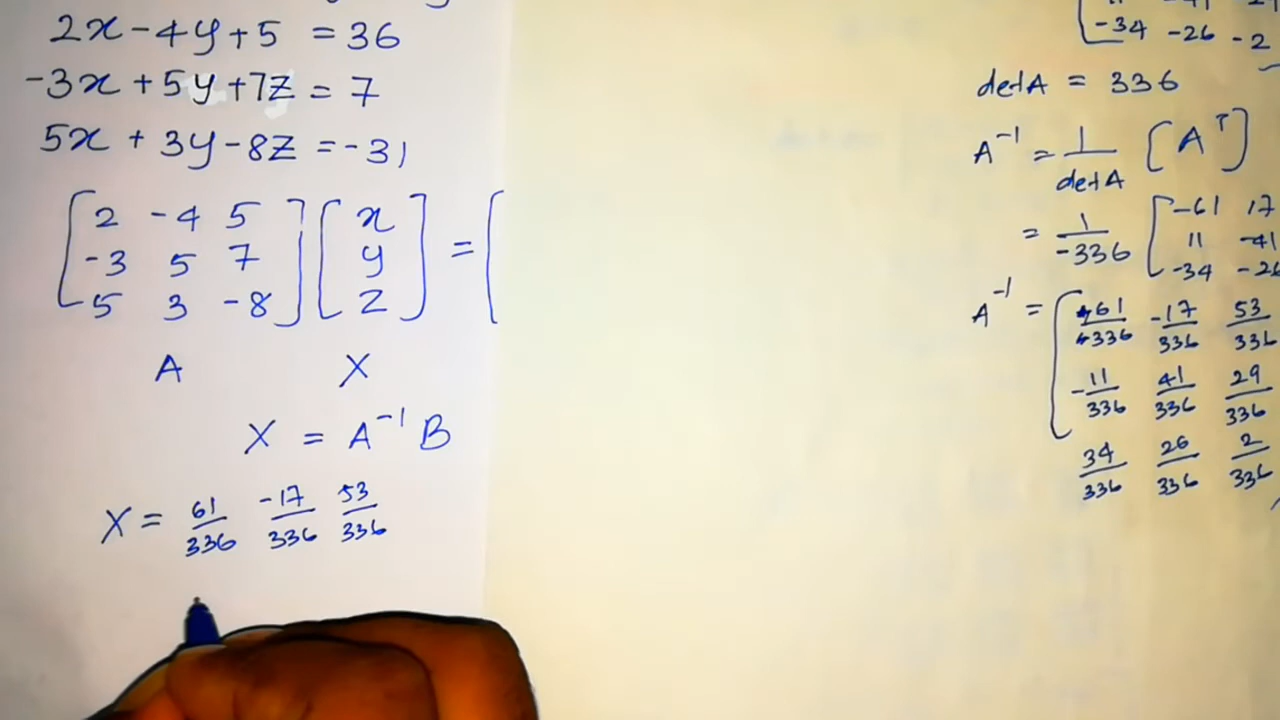 2x - 4y + 5 = 36
-3x + 5y + 7z = 7
5x + 3y - 8z = -31
[2 -4 5] [x] = [
[-3 5 7] [y]
[5 3 -8] [z]
A X
X = A⁻¹ B
X = 61/336 -17/336 53/336
-34 -26 -2
detA = 336
A⁻¹ = 1/detA [Aᵀ]
= 1/-336 [-61 17
11 -41
-34 -26
A⁻¹ = [61/336 -17/336 53/336
-11/336 41/336 29/336
34/336 26/336 2/336